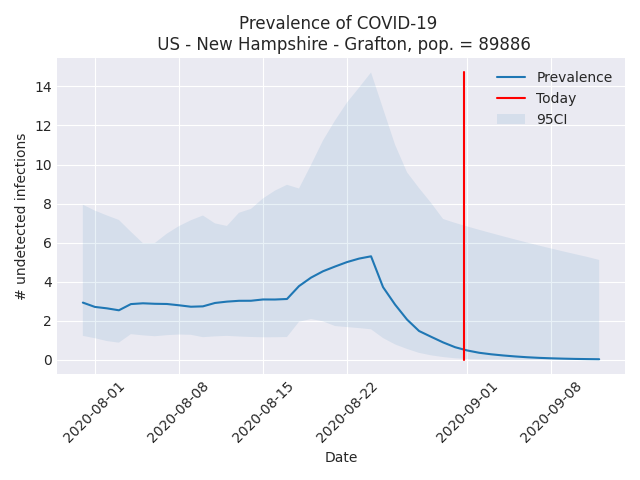 Prevalence of COVID-19
US - New Hampshire - Grafton, pop. = 89886
Prevalence
Today
95CI
14
12
10
8
6
4
2
0
# undetected infections
2020-08-01
2020-08-08
2020-08-15
2020-08-22
2020-09-01
2020-09-08
Date